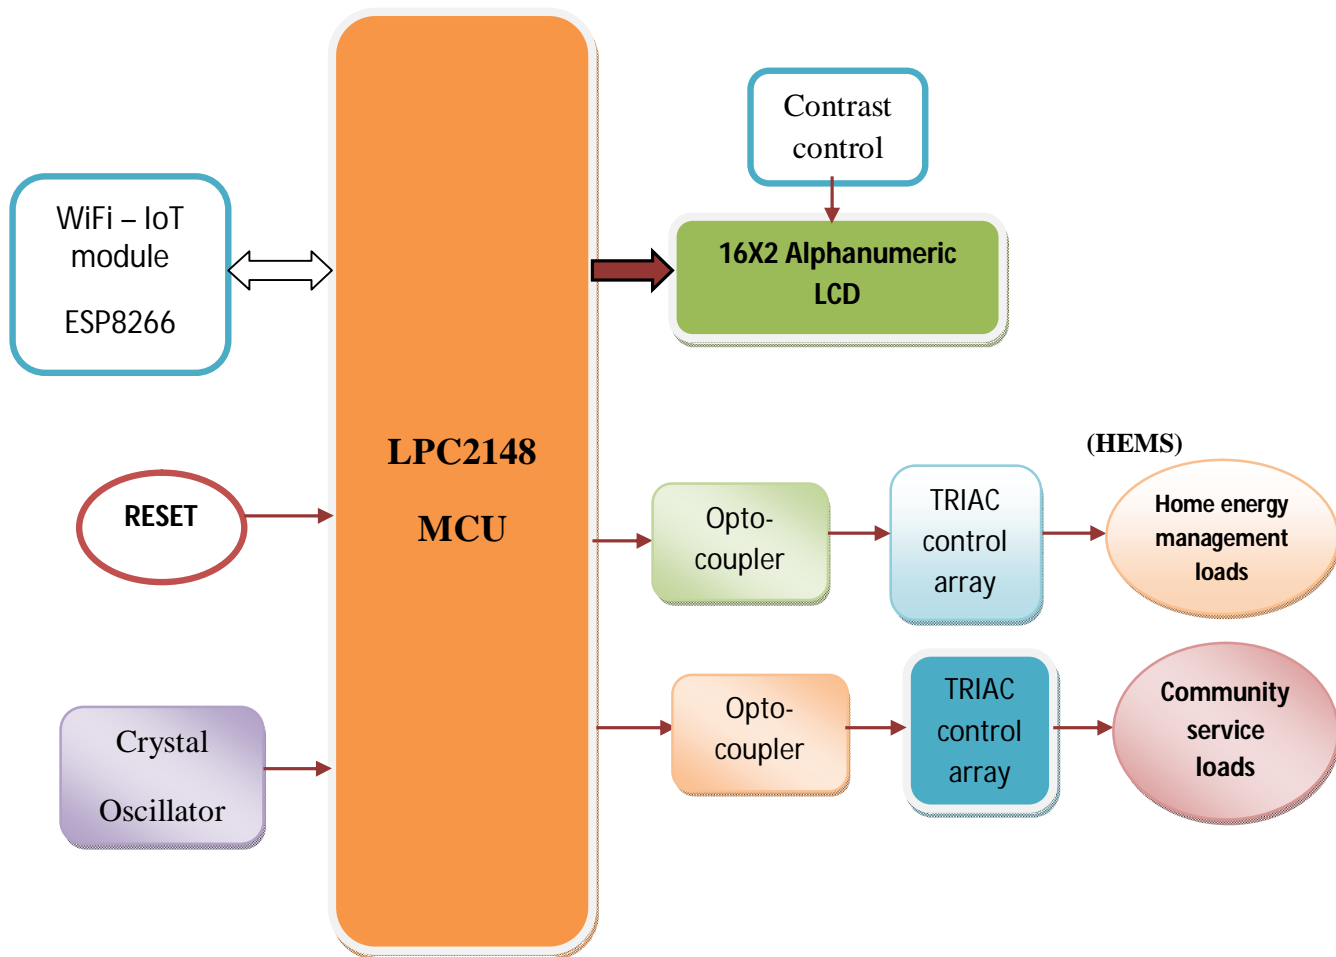 Contrast
control
WiFi – IoT
module
ESP8266
16X2 Alphanumeric
LCD
LPC2148
MCU
RESET
(HEMS)
Opto-
coupler
TRIAC
control
array
Home energy
management
loads
Crystal
Oscillator
Opto-
coupler
TRIAC
control
array
Community
service
loads